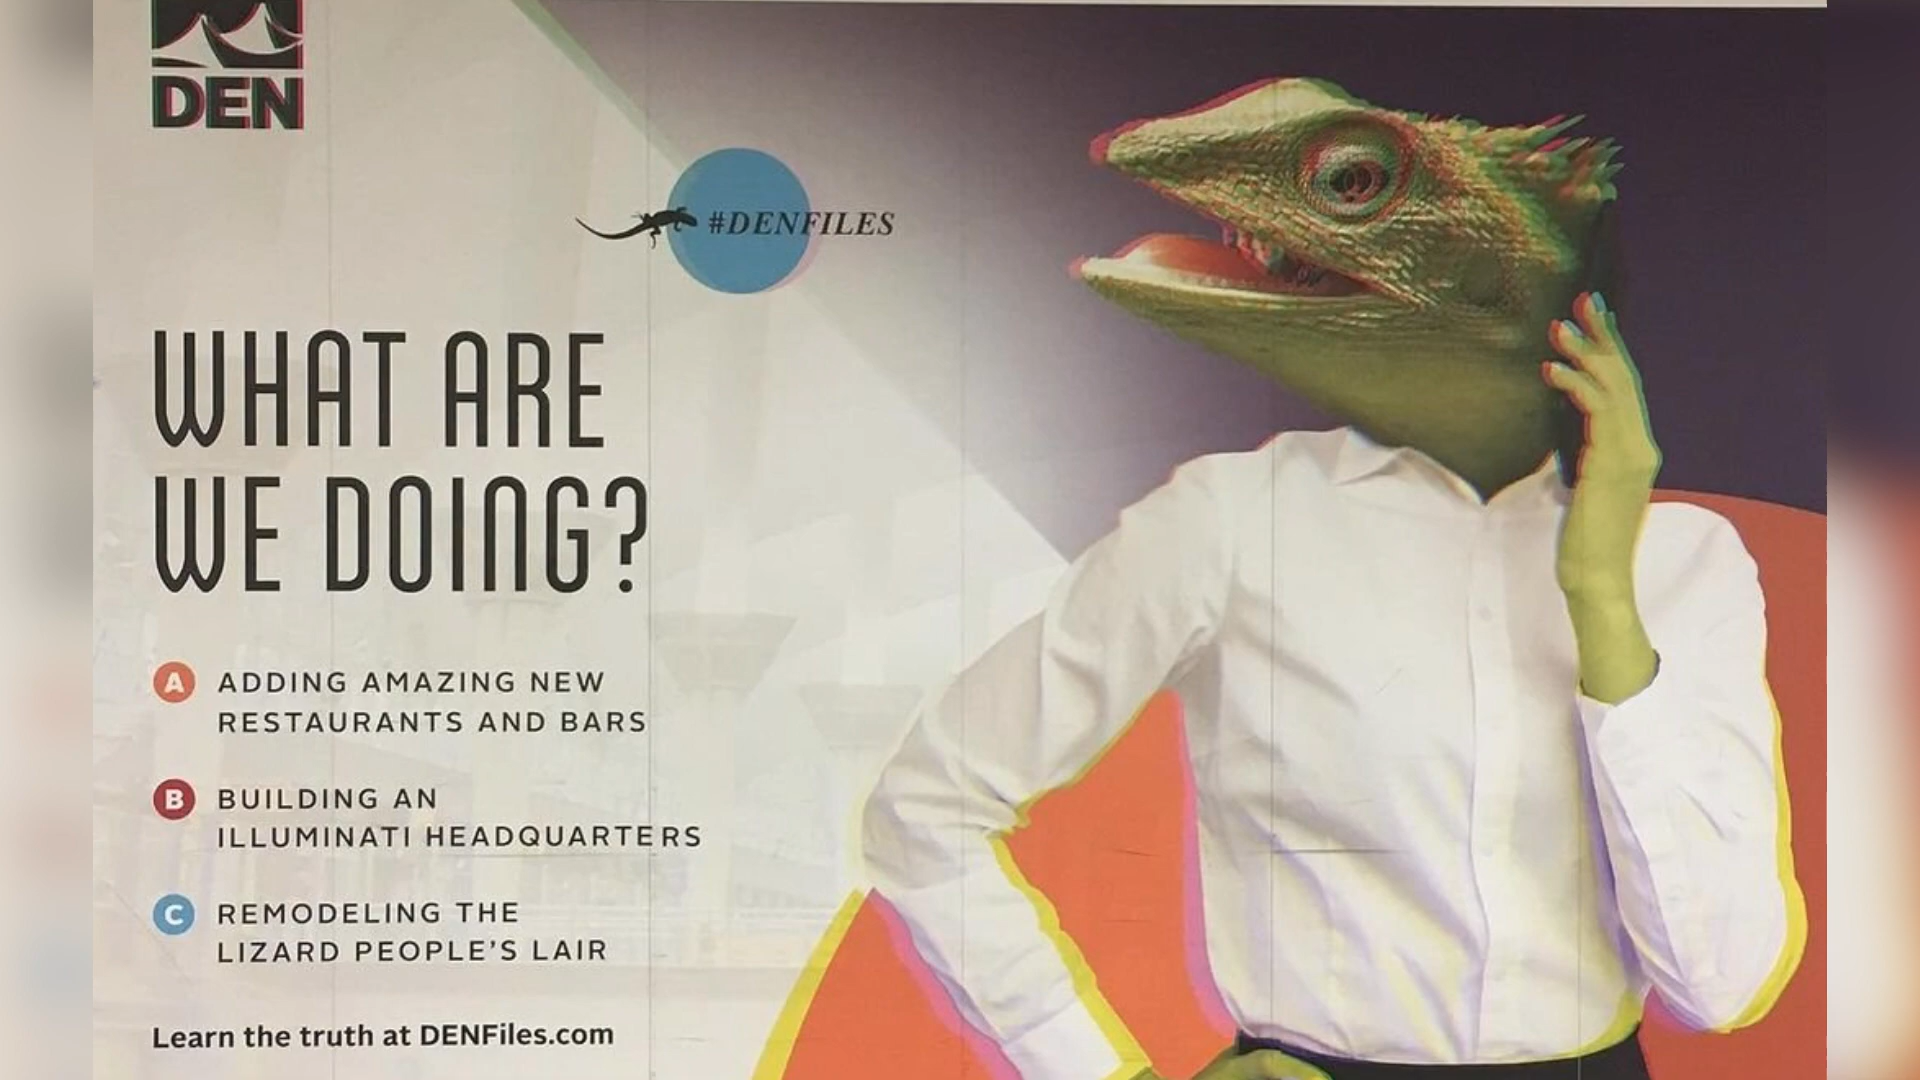 DEN
#DENFILES
WHAT ARE
WE DOING?
A ADDING AMAZING NEW
RESTAURANTS AND BARS
B BUILDING AN
ILLUMINATI HEADQUARTERS
C REMODELING THE
LIZARD PEOPLE'S LAIR
Learn the truth at DENFiles.com